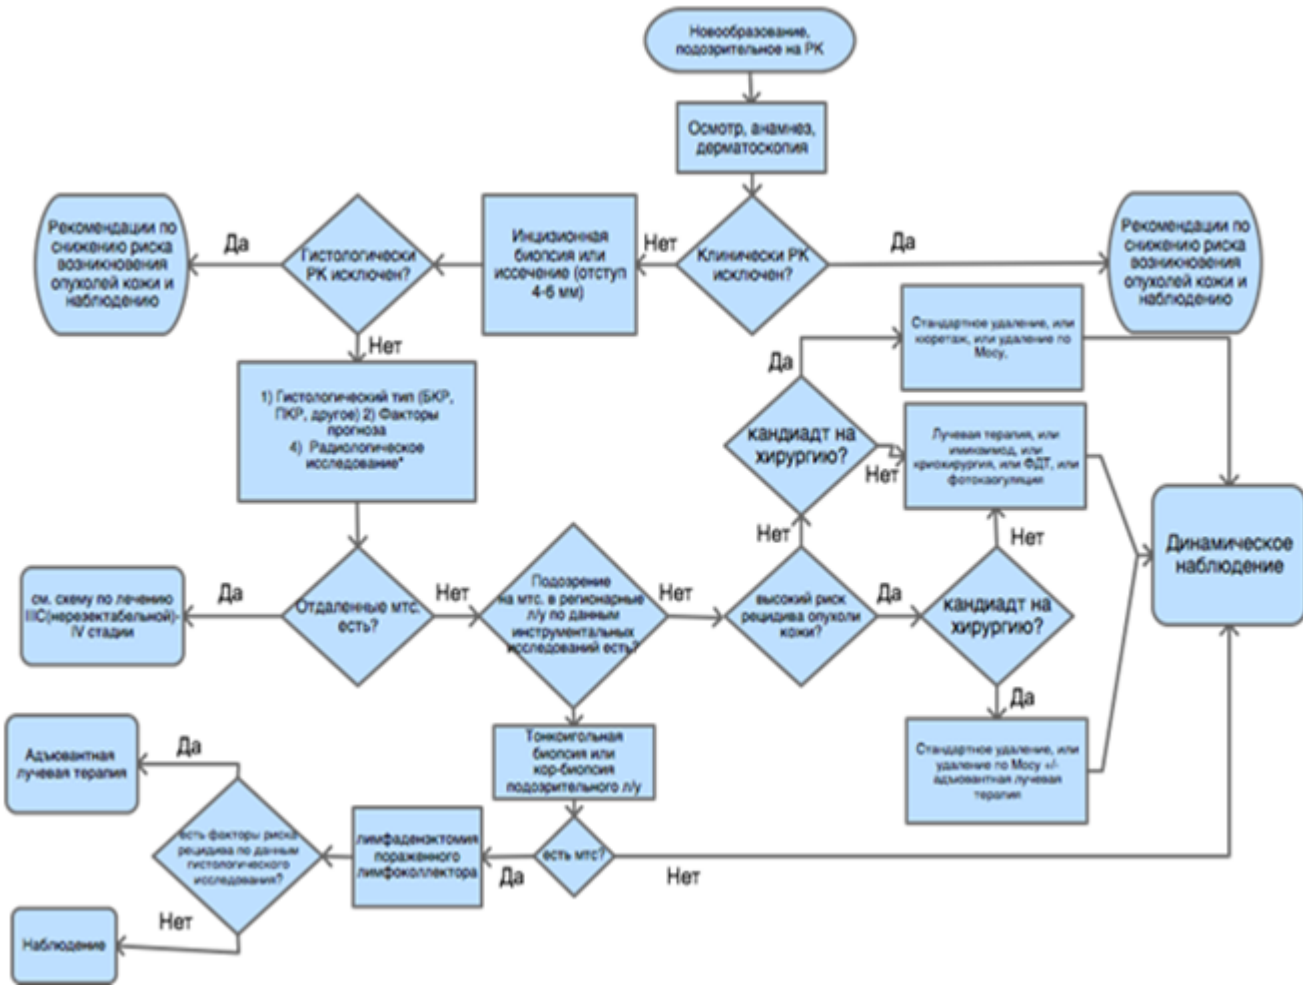 Новообразование,
подозрительное на РК
Осмотр, анамнез,
дерматоскопия
Рекомендации по
снижению риска
возникновения
опухолей кожи и
наблюдению
Да
Гистологически
РК исключен?
Инцизионная
биопсия или
иссечение (отступ
4-6 мм)
Нет
Клинически РК
исключен?
Да
Рекомендации по
снижению риска
возникновения
опухолей кожи и
наблюдению
Нет
Стандартное удаление, или
кюретаж, или удаление по
Мосу,
Да
1) Гистологический тип (БКР,
ПКР, другое) 2) Факторы
прогноза
4) Радиологическое
исследование*
кандиадт на
хирургию?
Нет
Лучевая терапия, или
имихимод, или
криохирургия, или ФДТ, или
фотокаогуляция
Нет
Нет
Динамическое
наблюдение
см. схему по лечению
IIIC(нерезектабельной)-
IV стадии
Да
Отдаленные мтс.
есть?
Нет
Подозрение
на мтс. в регионарные
л/у по данным
инструментальных
исследований есть?
Нет
высокий риск
рецидива опухоли
кожи?
Да
кандиадт на
хирургию?
Да
Стандартное удаление, или
удаление по Мосу +/-
адъювантная лучевая
терапия
Адъювантная
лучевая терапия
Да
Тонкоигольная
биопсия или
кор-биопсия
подозрительного л/у
есть факторы риска
рецидива по данным
гистологического
исследования?
лимфаденэктомия
пораженного
лимфоколлектора
Да
есть мтс?
Нет
Нет
Наблюдение